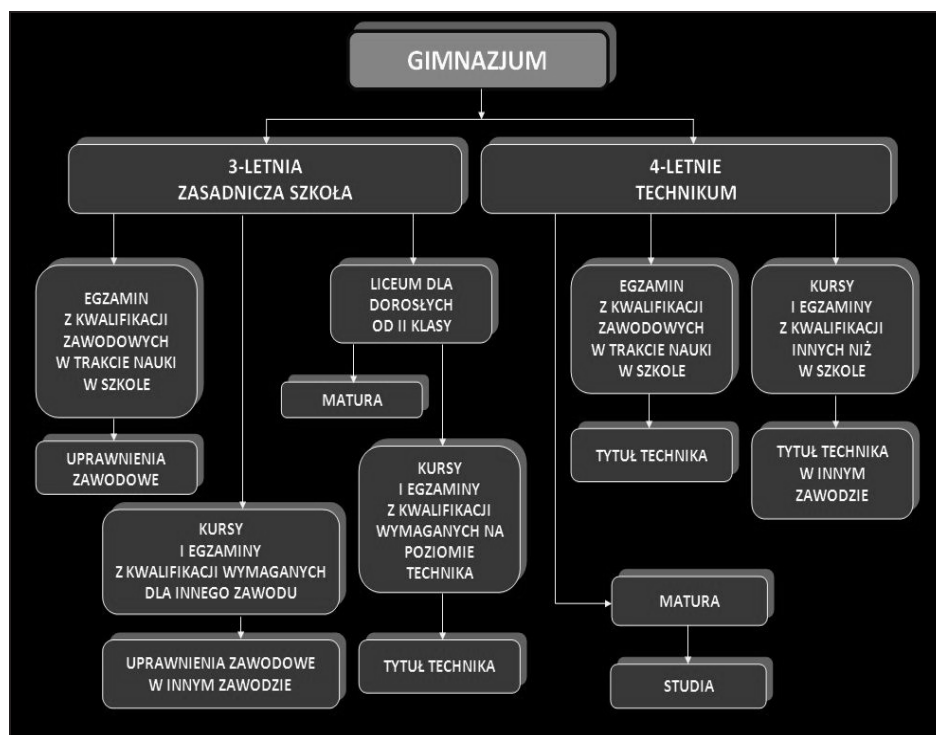 GIMNAZJUM
3-LETNIA
ZASADNICZA SZKOŁA
4-LETNIE
TECHNIKUM
EGZAMIN
Z KWALIFIKACJI
ZAWODOWYCH
W TRAKCIE NAUKI
W SZKOLE
UPRAWNIENIA
ZAWODOWE
KURSY
I EGZAMINY
Z KWALIFIKACJI WYMAGANYCH
DLA INNEGO ZAWODU
UPRAWNIENIA ZAWODOWE
W INNYM ZAWODZIE
LICEUM DLA
DOROSŁYCH
OD II KLASY
MATURA
KURSY
I EGZAMINY
Z KWALIFIKACJI
WYMAGANYCH NA
POZIOMIE
TECHNIKA
TYTUŁ TECHNIKA
EGZAMIN
Z KWALIFIKACJI
ZAWODOWYCH
W TRAKCIE NAUKI
W SZKOLE
TYTUŁ TECHNIKA
KURSY
I EGZAMINY
Z KWALIFIKACJI
INNYCH NIŻ
W SZKOLE
TYTUŁ TECHNIKA
W INNYM
ZAWODZIE
MATURA
STUDIA